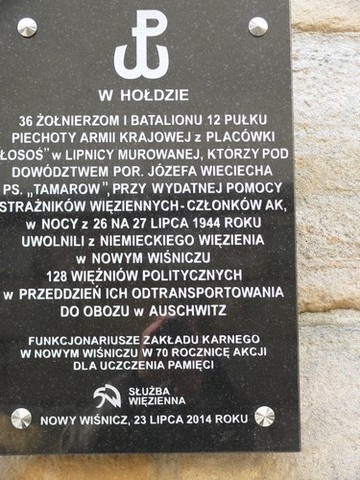 W HOŁDZIE
36 ŻOŁNIERZOM I BATALIONU 12 PUŁKU
PIECHOTY ARMII KRAJOWEJ z PLACÓWKI
„ŁOSOŚ" w LIPNICY MUROWANEJ, KTÓRZY POD
DOWÓDZTWEM POR. JÓZEFA WIECIECHA
PS. „TAMAROW", PRZY WYDATNEJ POMOCY
STRAŻNIKÓW WIĘZIENNYCH - CZŁONKÓW AK,
w NOCY z 26 NA 27 LIPCA 1944 ROKU
UWOLNILI z NIEMIECKIEGO WIĘZIENIA
w NOWYM WIŚNICZU
128 WIĘŹNIÓW POLITYCZNYCH
w PRZEDDZIEŃ ICH ODTRANSPORTOWANIA
DO OBOZU w AUSCHWITZ
FUNKCJONARIUSZE ZAKŁADU KARNEGO
W NOWYM WIŚNICZU W 70 ROCZNICĘ AKCJI
DLA UCZCZENIA PAMIĘCI
SŁUŻBA
WIĘZIENNA
NOWY WIŚNICZ, 23 LIPCA 2014 ROKU